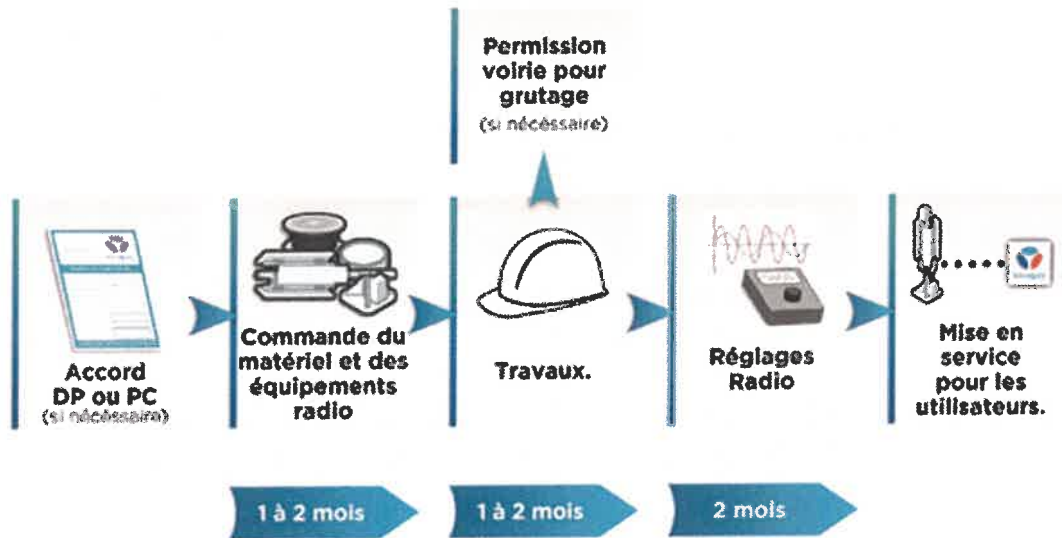 Permission
voirie pour
grutage
(si nécessaire)
Accord
DP ou PC
(si nécessaire)
Commande du
matériel et des
équipements
radio
Travaux.
Réglages
Radio
Mise en
service
pour les
utilisateurs.
1 à 2 mois
1 à 2 mois
2 mois